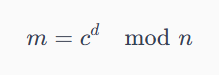 m = c^d mod n